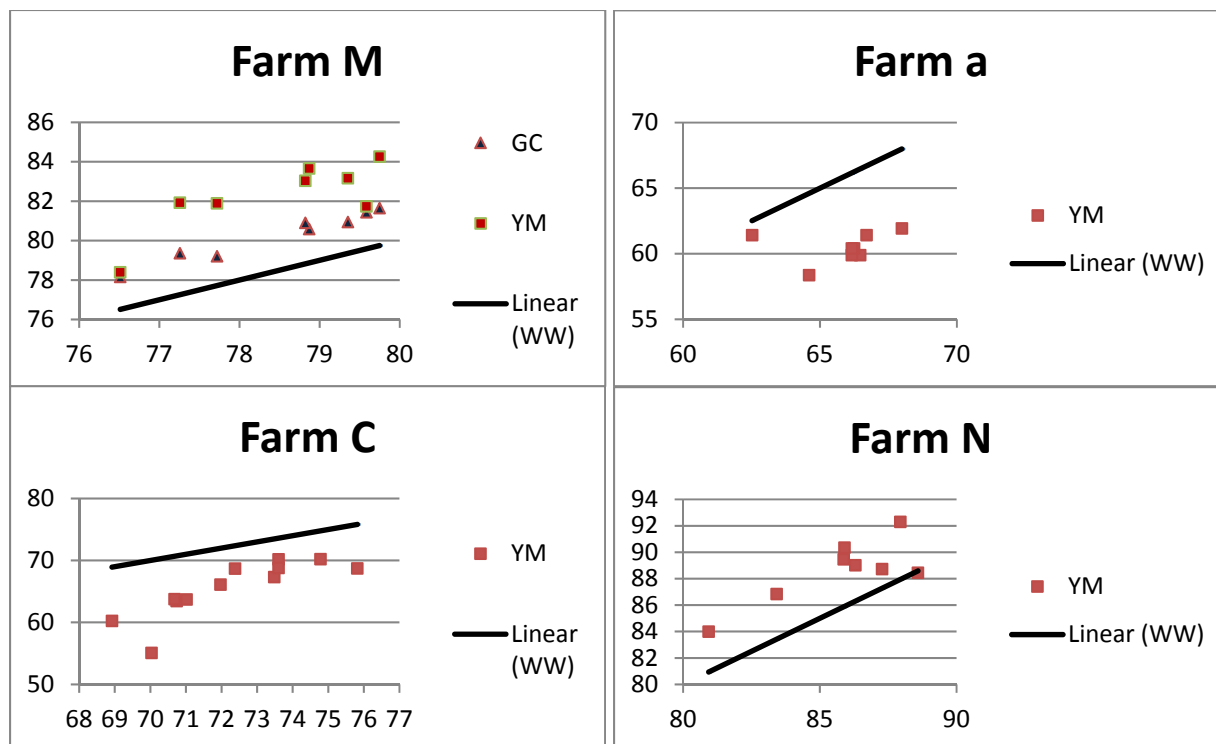 Farm M
86
84
82
80
78
76
76 77 78 79 80
GC
YM
Linear
(WW)
Farm a
70
65
60
55
60 65 70
YM
Linear (WW)
Farm C
80
70
60
50
68 69 70 71 72 73 74 75 76 77
YM
Linear
(WW)
Farm N
94
92
90
88
86
84
82
80
80 85 90
YM
Linear (WW)